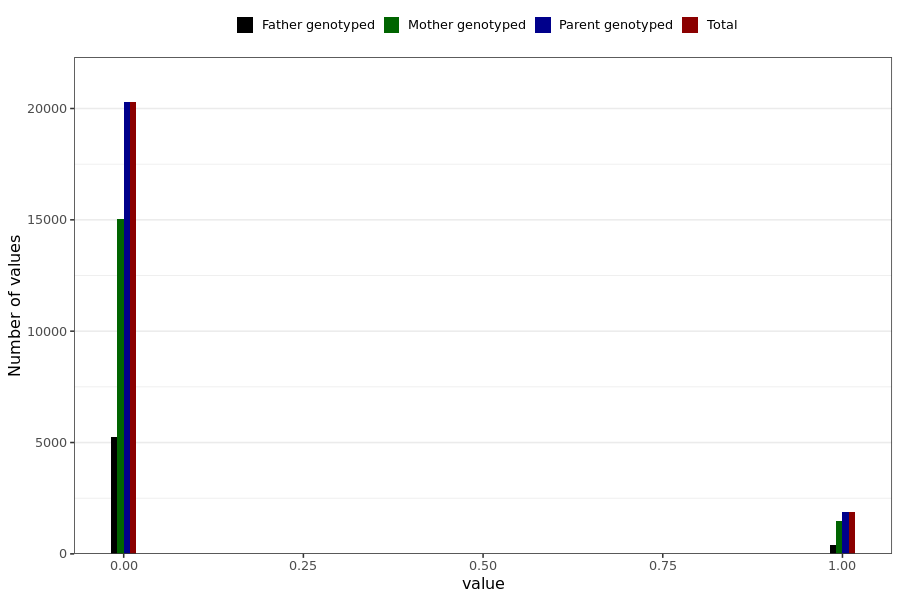 Father genotyped Mother genotyped Parent genotyped Total
Number of values
20000
15000
10000
5000
0
0.00 0.25 0.50 0.75 1.00
value